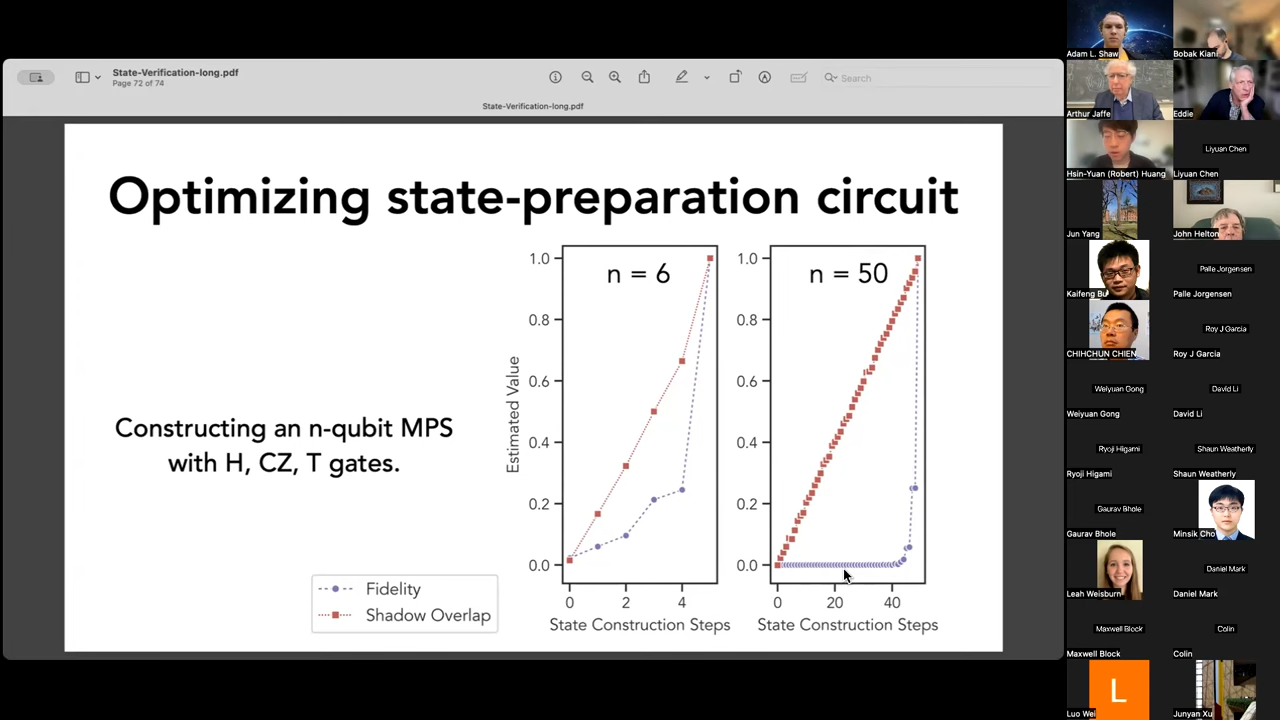 State-Verification-long.pdf
Page 72 of 74
Search
State-Verification-long.pdf
Optimizing state-preparation circuit
Constructing an n-qubit MPS
with H, CZ, T gates.
Fidelity
Shadow Overlap
Estimated Value
1.0
0.8
0.6
0.4
0.2
0.0
n = 6
0 2 4
State Construction Steps
1.0
0.8
0.6
0.4
0.2
0.0
n = 50
0 20 40
State Construction Steps
Adam L. Shaw
Bobak Kiani
Arthur Jaffe
Eddie
Hsin-Yuan (Robert) Huang
Liyuan Chen
Liyuan Chen
Jun Yang
John Helton
Kaifeng Bu
Palle Jorgensen
Palle Jorgensen
CHIHCHUN CHIEN
Roy J Garcia
Roy J Garcia
Weiyuan Gong
Weiyuan Gong
David Li
David Li
Ryoji Higami
Ryoji Higami
Shaun Weatherly
Shaun Weatherly
Gaurav Bhole
Gaurav Bhole
Minsik Cho
Leah Weisburn
Daniel Mark
Daniel Mark
Maxwell Block
Maxwell Block
Colin
Colin
L
Luo Wei
Junyan Xu